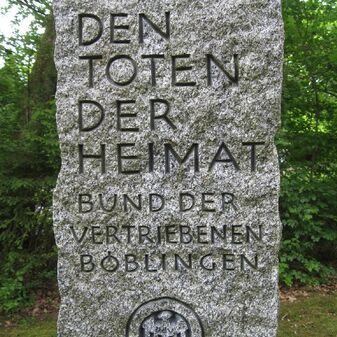 DEN
TOTEN
DER
HEIMAT
BUND DER
VERTRIEBENEN
BÖBLINGEN